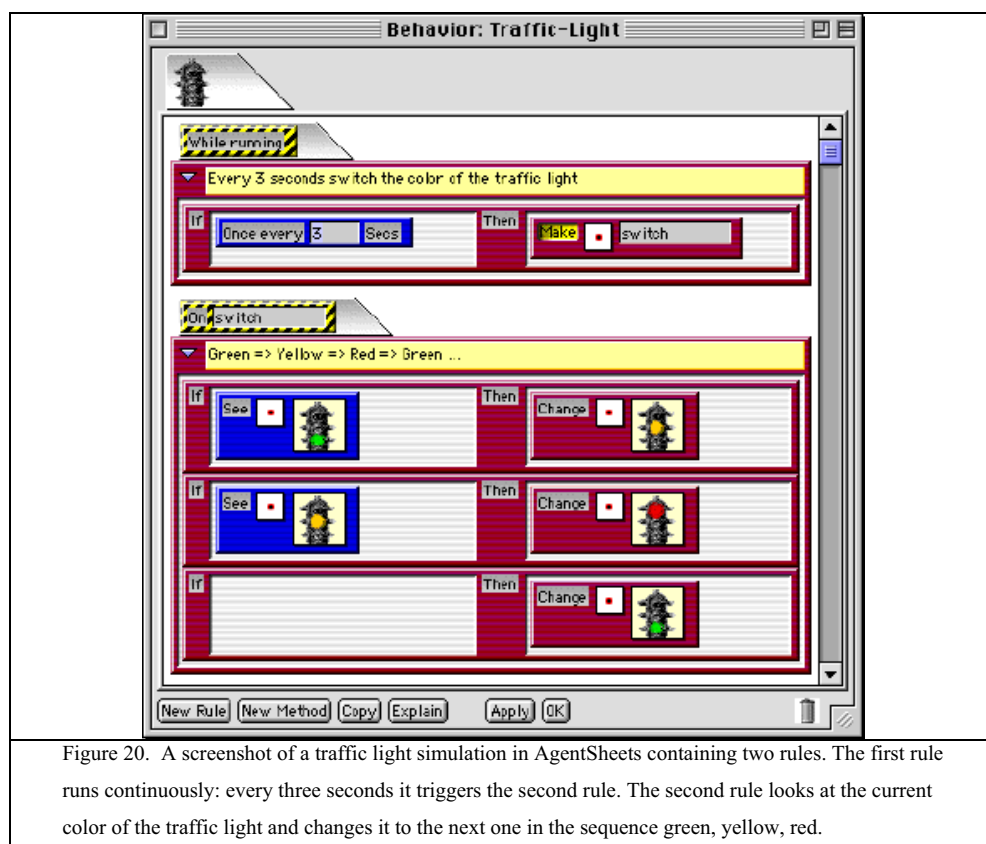 Behavior: Traffic-Light
While running
Every 3 seconds switch the color of the traffic light
If Once every 3 Secs Then Make switch
On switch
Green => Yellow => Red => Green ...
If See Then Change
If See Then Change
If Then Change
New Rule New Method Copy Explain Apply OK
Figure 20. A screenshot of a traffic light simulation in AgentSheets containing two rules. The first rule
runs continuously: every three seconds it triggers the second rule. The second rule looks at the current
color of the traffic light and changes it to the next one in the sequence green, yellow, red.